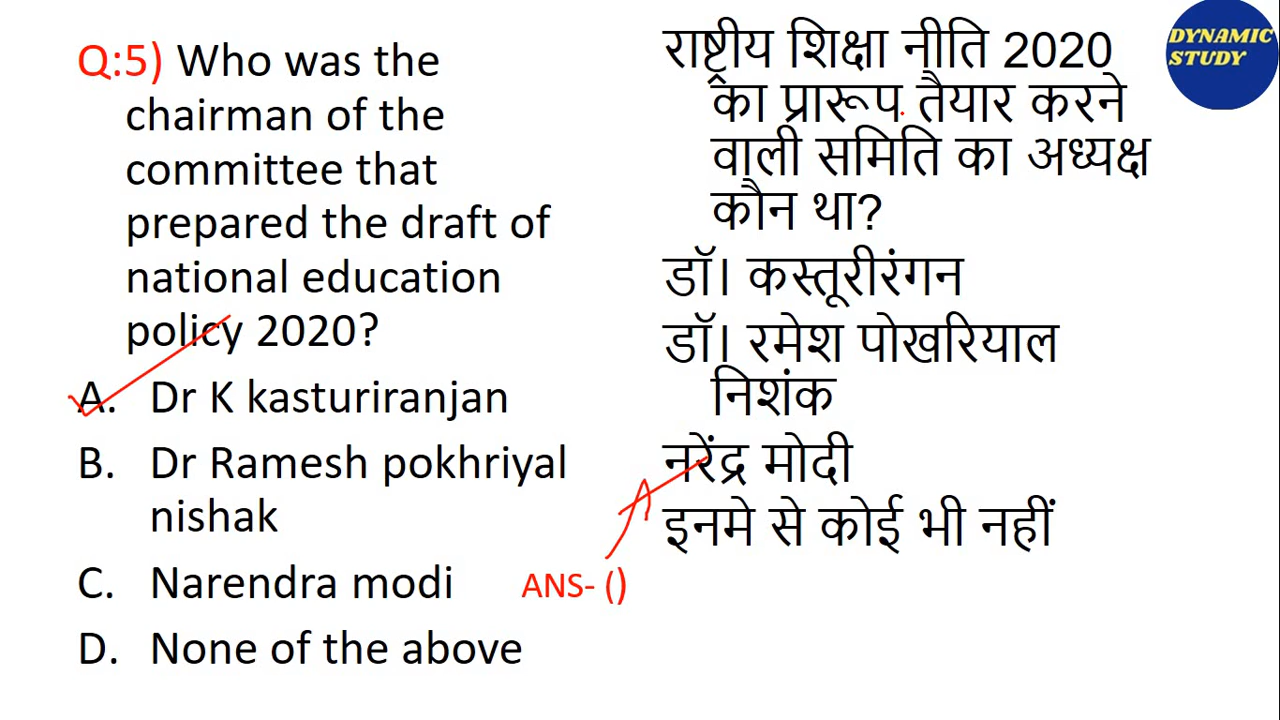 Q:5) Who was the
chairman of the
committee that
prepared the draft of
national education
policy 2020?
A. Dr K kasturiranjan
B. Dr Ramesh pokhriyal
nishak
C. Narendra modi
D. None of the above
ANS- ()
A
राष्ट्रीय शिक्षा नीति 2020
का प्रारूप तैयार करने
वाली समिति का अध्यक्ष
कौन था?
डॉ। कस्तूरीरंगन
डॉ। रमेश पोखरियाल
निशंक
नरेंद्र मोदी
इनमे से कोई भी नहीं
DYNAMIC
STUDY